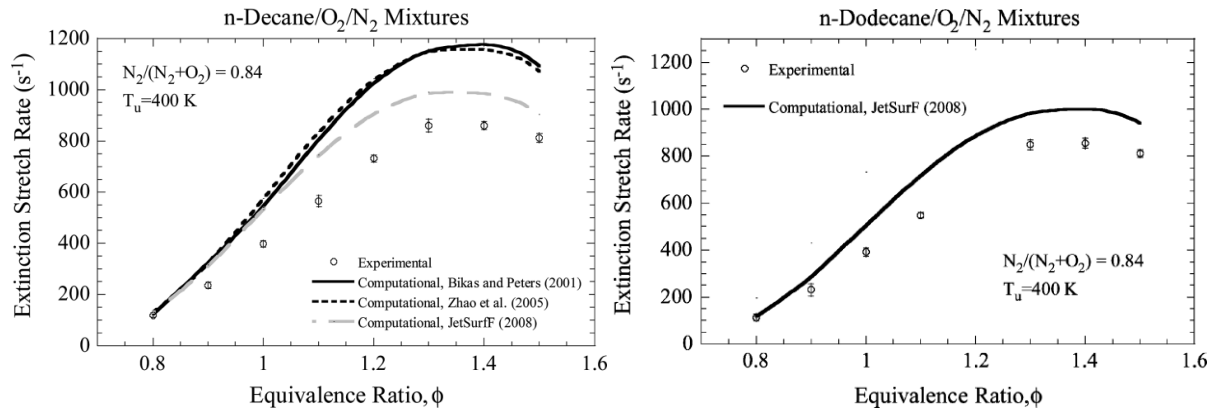 n-Decane/O2/N2 Mixtures
Extinction Stretch Rate (s-1)
1200
1000
800
600
400
200
0
N2/(N2+O2) = 0.84
Tu=400 K
Experimental
Computational, Bikas and Peters (2001)
Computational, Zhao et al. (2005)
Computational, JetSurfF (2008)
0.8
1
1.2
1.4
1.6
Equivalence Ratio, ϕ
n-Dodecane/O2/N2 Mixtures
Extinction Stretch Rate (s-1)
1200
1000
800
600
400
200
0
Experimental
Computational, JetSurF (2008)
N2/(N2+O2) = 0.84
Tu=400 K
0.8
1
1.2
1.4
1.6
Equivalence Ratio,ϕ